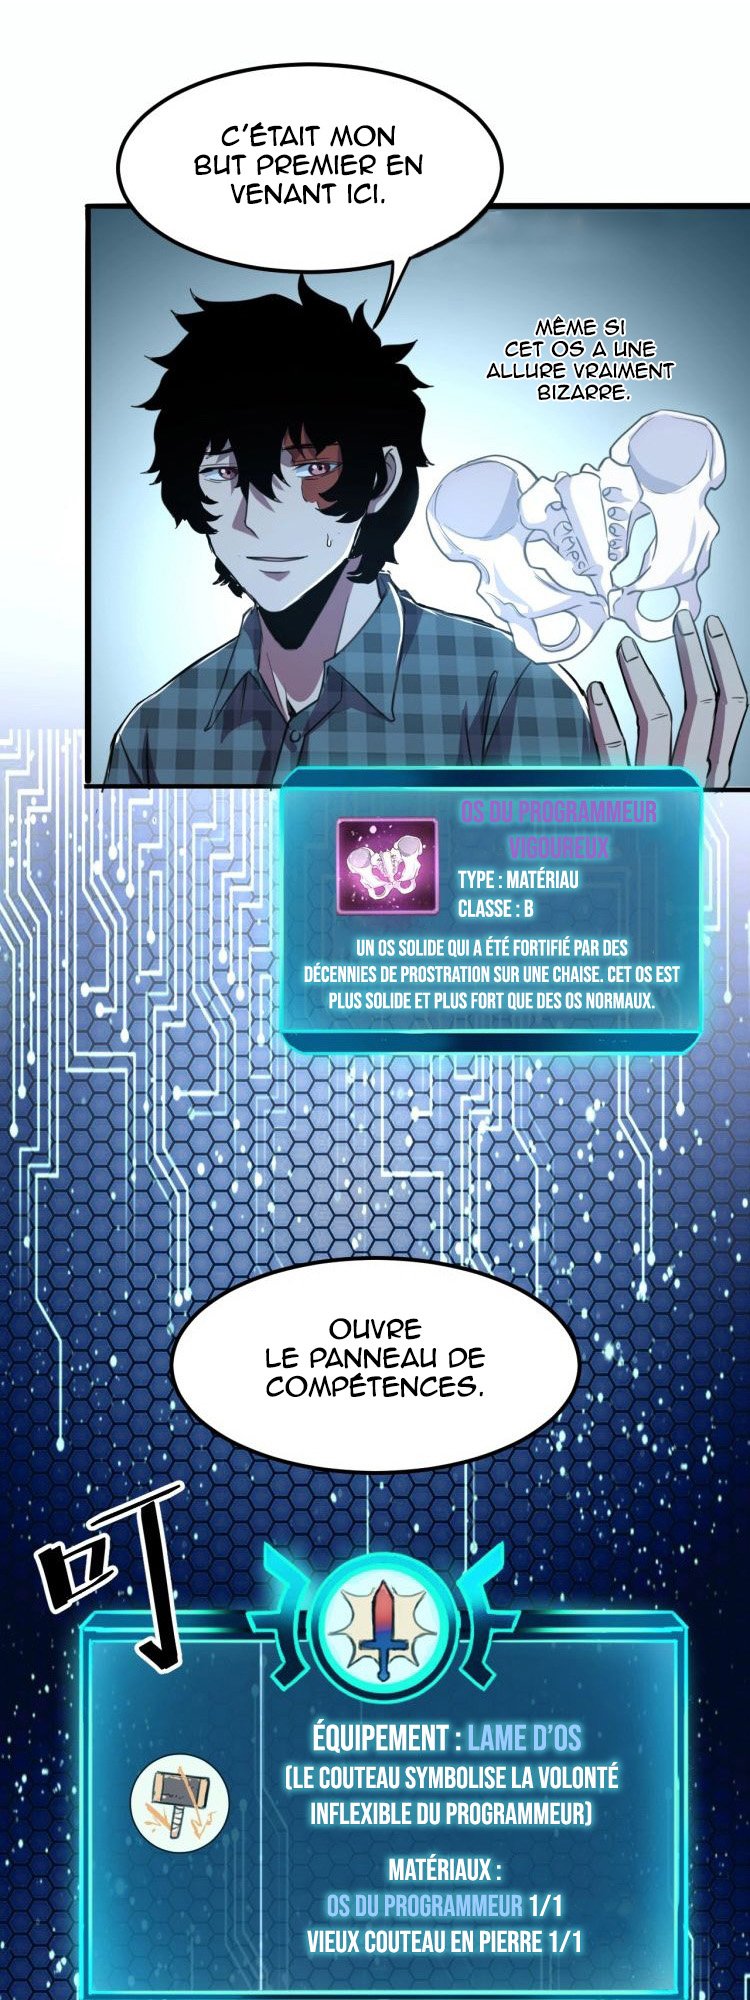 C'ÉTAIT MON
BUT PREMIER EN
VENANT ICI.
MÊME SI
CET OS A UNE
ALLURE VRAIMENT
BIZARRE.
OS DU PROGRAMMEUR
VIGOUREUX
TYPE : MATÉRIAU
CLASSE : B
UN OS SOLIDE QUI A ÉTÉ FORTIFIÉ PAR DES
DÉCENNIES DE PROSTRATION SUR UNE CHAISE. CET OS EST
PLUS SOLIDE ET PLUS FORT QUE DES OS NORMAUX.
OUVRE
LE PANNEAU DE
COMPÉTENCES.
叮
ÉQUIPEMENT : LAME D'OS
(LE COUTEAU SYMBOLISE LA VOLONTÉ
INFLEXIBLE DU PROGRAMMEUR)
MATÉRIAUX :
OS DU PROGRAMMEUR 1/1
VIEUX COUTEAU EN PIERRE 1/1